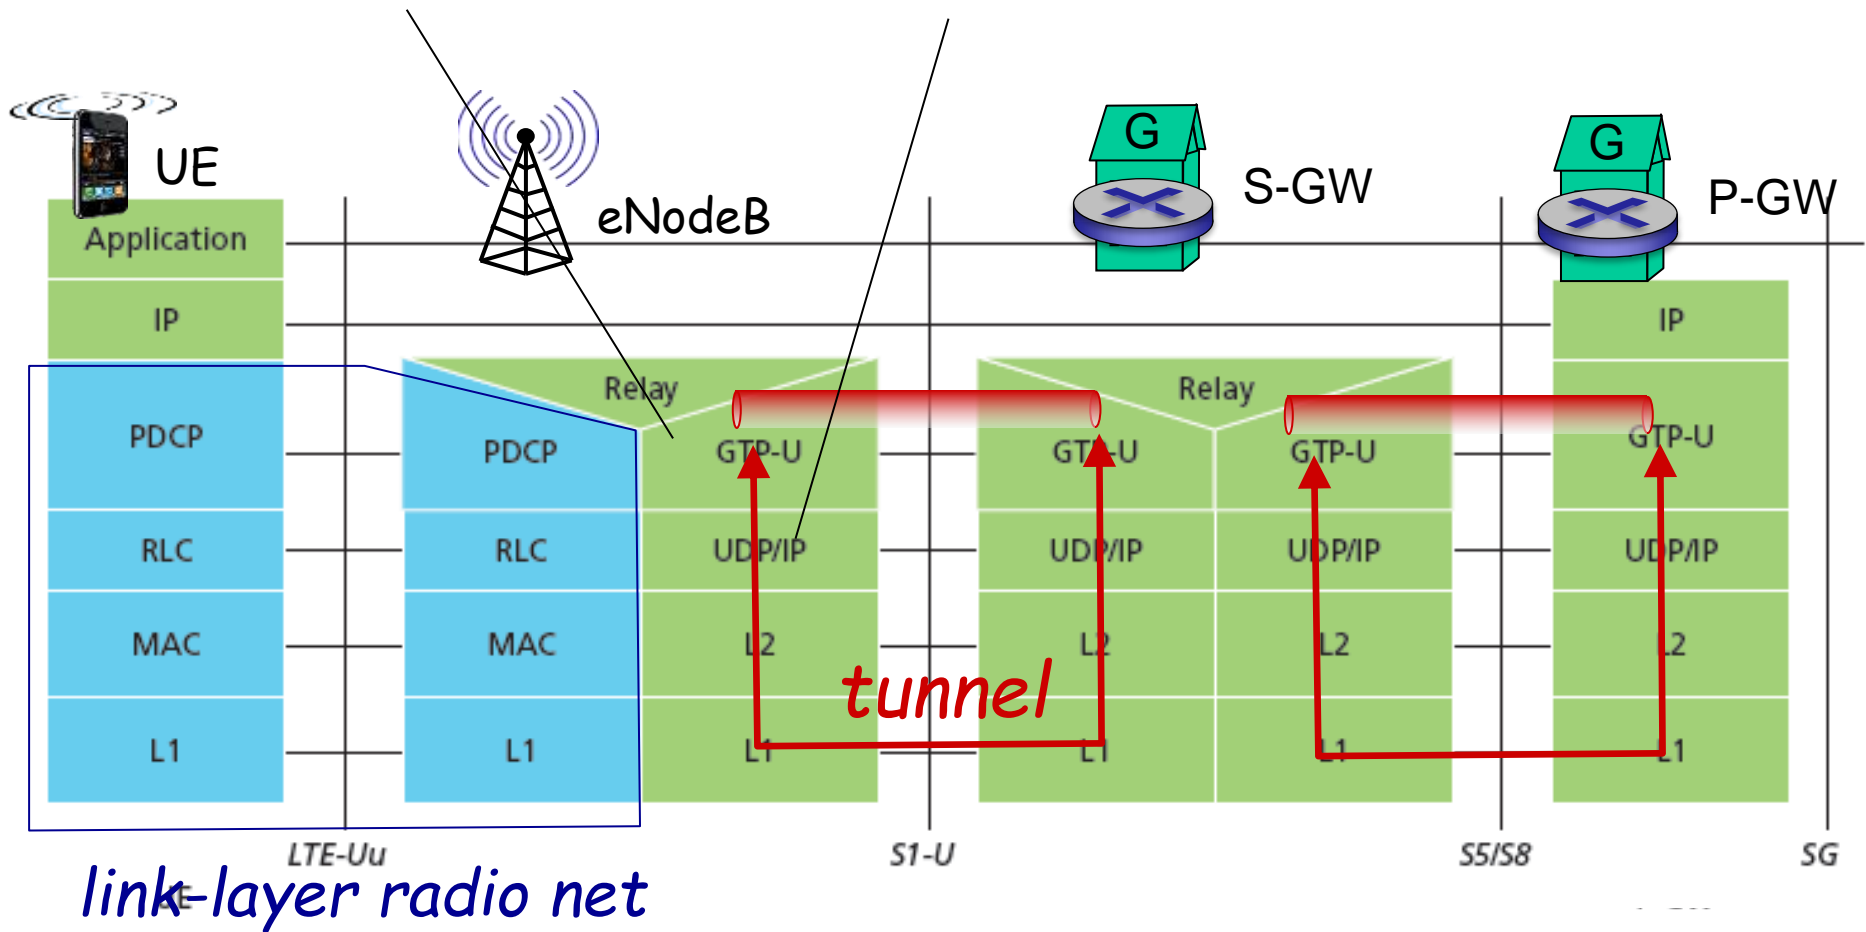 G
G
UE
eNodeB
S-GW
P-GW
Application
IP
IP
Relay
Relay
PDCP
PDCP
GTP-U
GTP-U
GTP-U
GTP-U
RLC
RLC
UDP/IP
UDP/IP
UDP/IP
UDP/IP
MAC
MAC
L2
L2
L2
L2
tunnel
L1
L1
L1
L1
L1
L1
LTE-Uu
S1-U
S5/S8
SG
link-layer radio net
UE